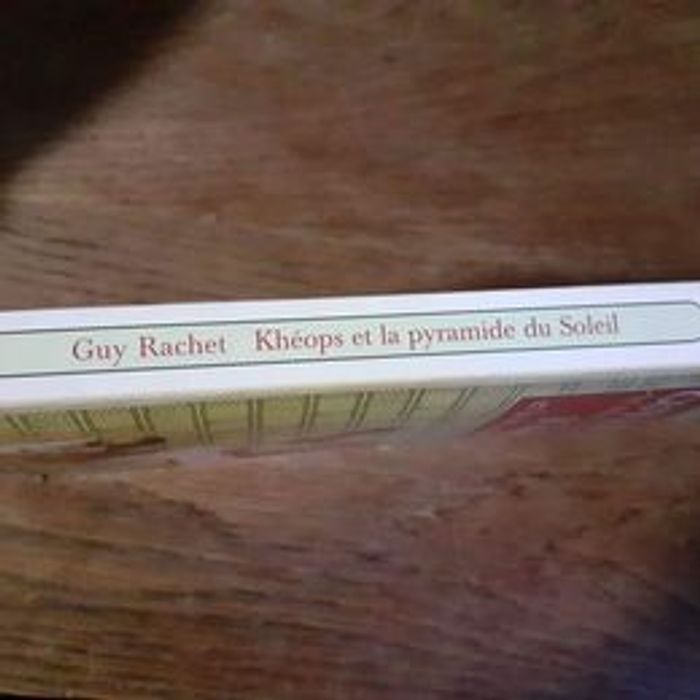 Guy Rachet Khéops et la pyramide du Soleil